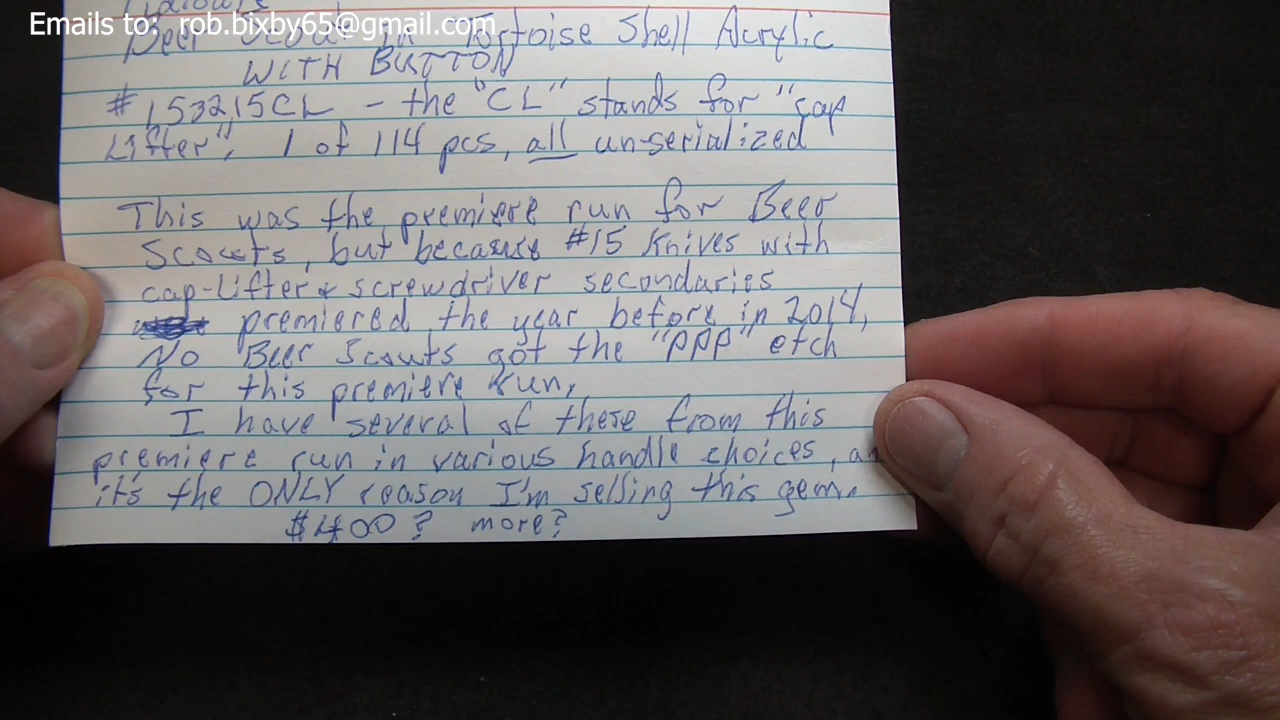 Emails to: rob.bixby65@gmail.com
Beer Scout in Tortoise Shell Acrylic
WITH BUTTON
#153215CL - the "CL" stands for "cap
Lifter", 1 of 114 pcs, all un-serialized
This was the premiere run for Beer
Scouts, but because #15 knives with
cap-lifter & screwdriver secondaries
premiered the year before in 2014,
No Beer Scouts got the "PPP" etch
for this premiere run.
I have several of these from this
premiere run in various handle choices,
it's the ONLY reason I'm selling this gem.
$400? more?